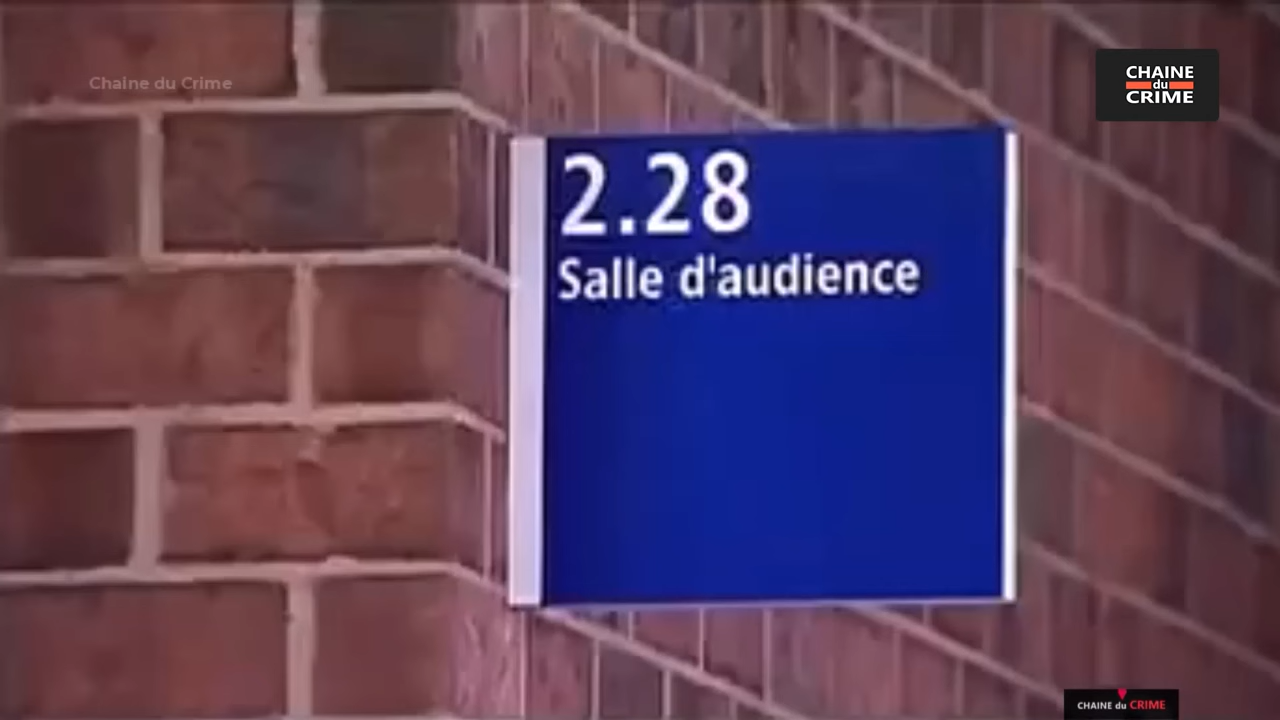 Chaine du Crime
CHAINE
du
CRIME
2.28
Salle d'audience
CHAINE du CRIME